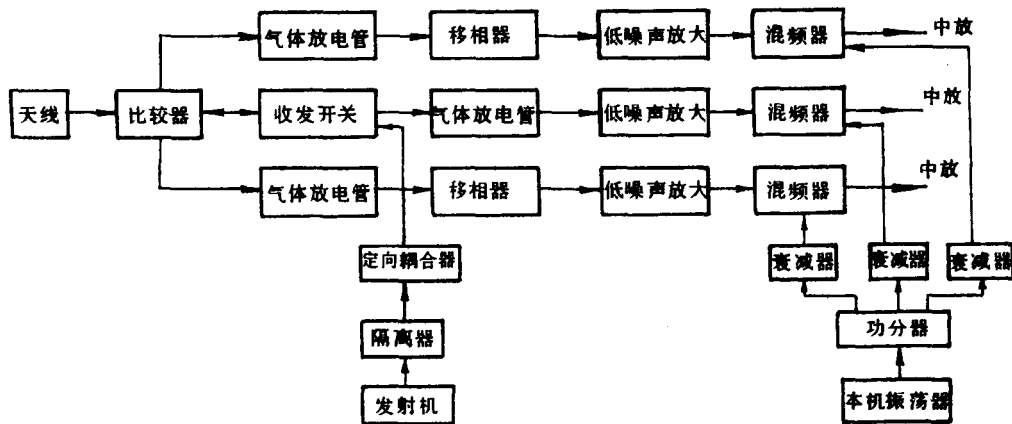 气体放电管 移相器 低噪声放大 混频器 中放
天线 比较器 收发开关 气体放电管 低噪声放大 混频器 中放
气体放电管 移相器 低噪声放大 混频器 中放
定向耦合器 衰减器 衰减器 衰减器
隔离器 功分器
发射机 本机振荡器